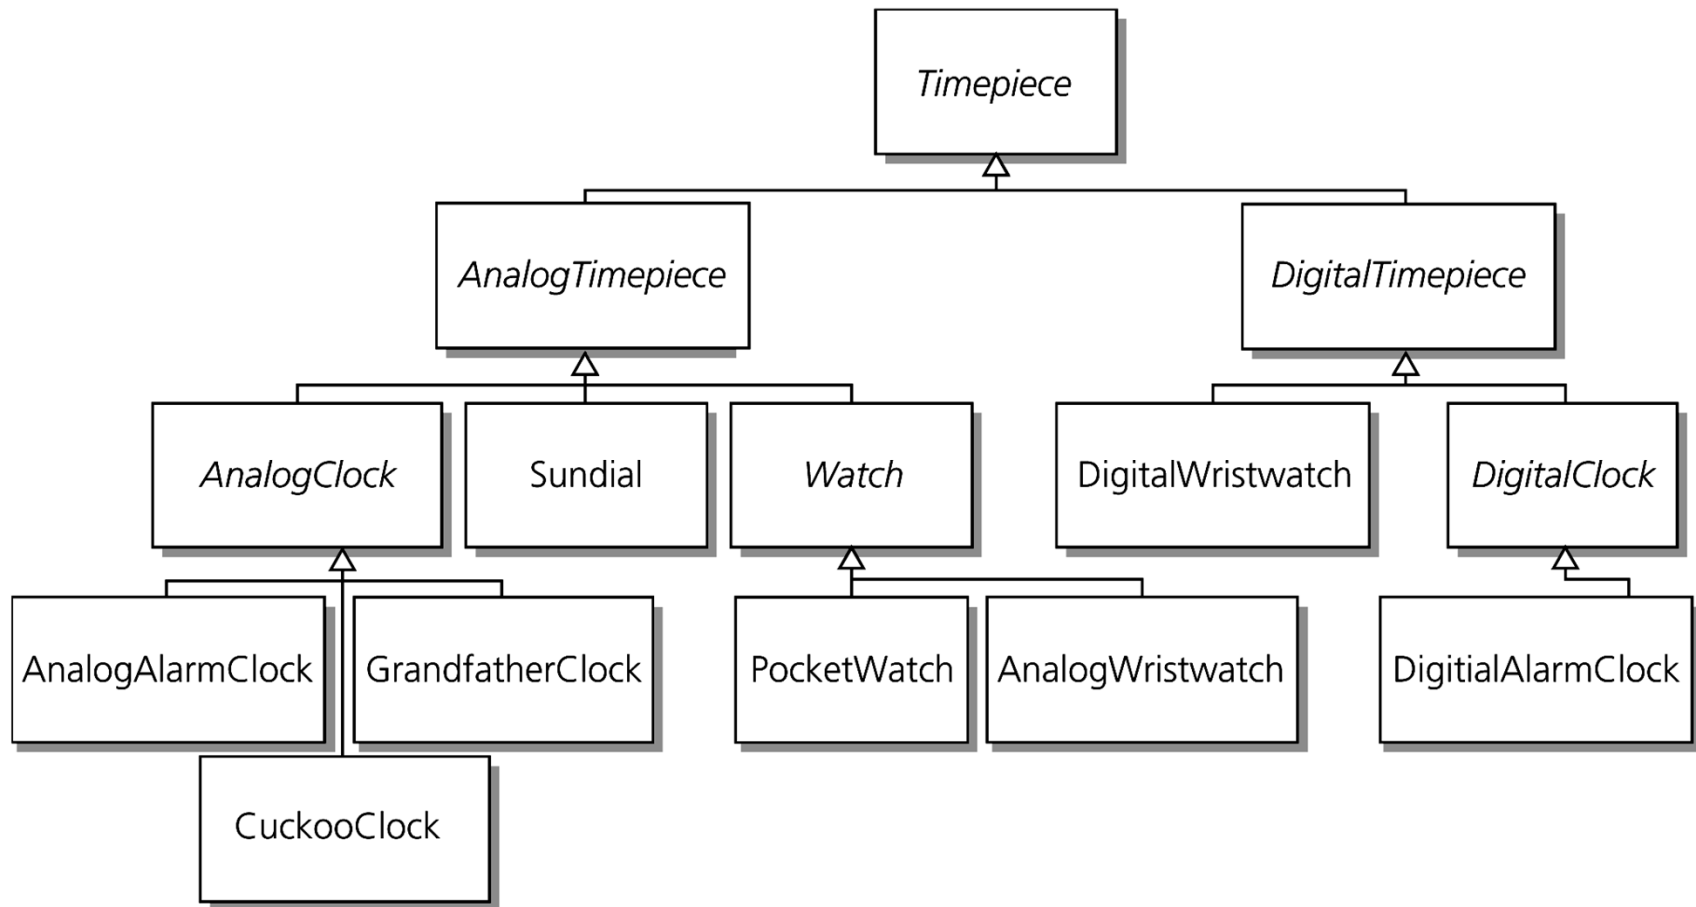 Timepiece
AnalogTimepiece
DigitalTimepiece
AnalogClock
Sundial
Watch
DigitalWristwatch
DigitalClock
AnalogAlarmClock
GrandfatherClock
PocketWatch
AnalogWristwatch
DigitialAlarmClock
CuckooClock